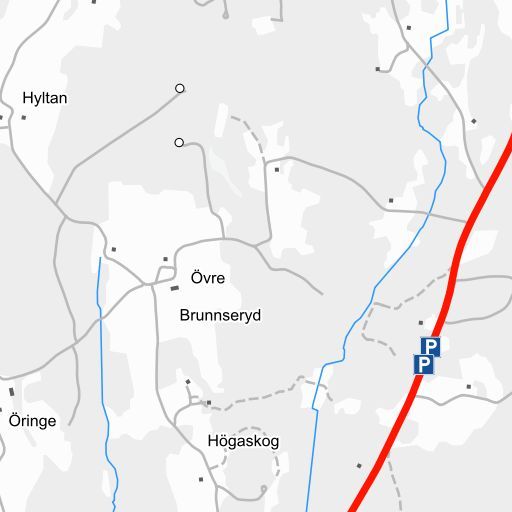 Hyltan
Övre
Brunnseryd
P
P
Öringe
Högaskog